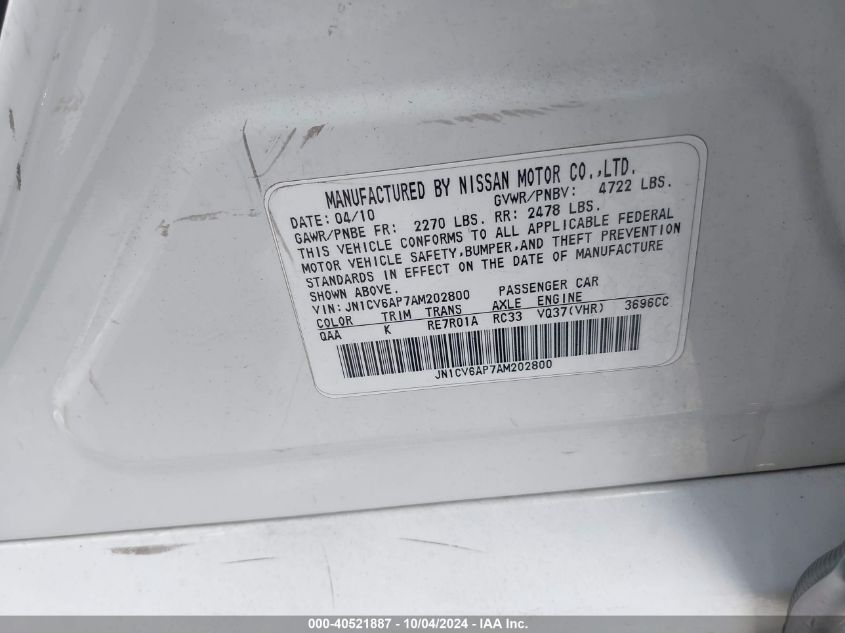 MANUFACTURED BY NISSAN MOTOR CO.,LTD.
DATE: 04/10 GVWR/PNBV: 4722 LBS.
GAWR/PNBE FR: 2270 LBS. RR: 2478 LBS.
THIS VEHICLE CONFORMS TO ALL APPLICABLE FEDERAL
MOTOR VEHICLE SAFETY,BUMPER,AND THEFT PREVENTION
STANDARDS IN EFFECT ON THE DATE OF MANUFACTURE
SHOWN ABOVE.
VIN: JN1CV6AP7AM202800 PASSENGER CAR
COLOR TRIM TRANS AXLE ENGINE
QAA K RE7R01A RC33 VQ37(VHR) 3696CC
JN1CV6AP7AM202800
000-40521887 - 10/04/2024 - IAA Inc.